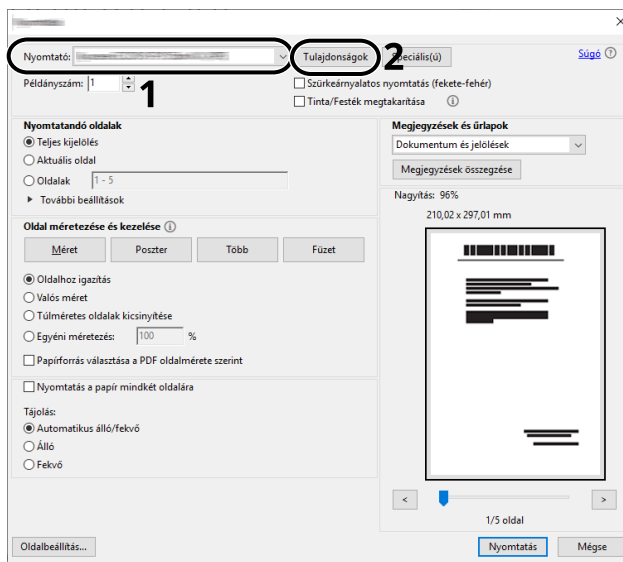 Nyomtató:
Tulajdonságok
2
Speciális(ú)
Súgó
Példányszám: 1
1
Szürkeárnyalatos nyomtatás (fekete-fehér)
Tinta/Festék megtakarítása
Nyomtatandó oldalak
Teljes kijelölés
Aktuális oldal
Oldalak 1 - 5
További beállítások
Oldal méretezése és kezelése
Méret Poszter Több Füzet
Oldalhoz igazítás
Valós méret
Túlméretes oldalak kicsinyítése
Egyéni méretezés: 100 %
Papírforrás választása a PDF oldalmérete szerint
Nyomtatás a papír mindkét oldalára
Tájolás:
Automatikus álló/fekvő
Álló
Fekvő
Megjegyzések és űrlapok
Dokumentum és jelölések
Megjegyzések összegzése
Nagyítás: 96%
210,02 x 297,01 mm
< >
1/5 oldal
Oldalbeállítás... Nyomtatás Mégse